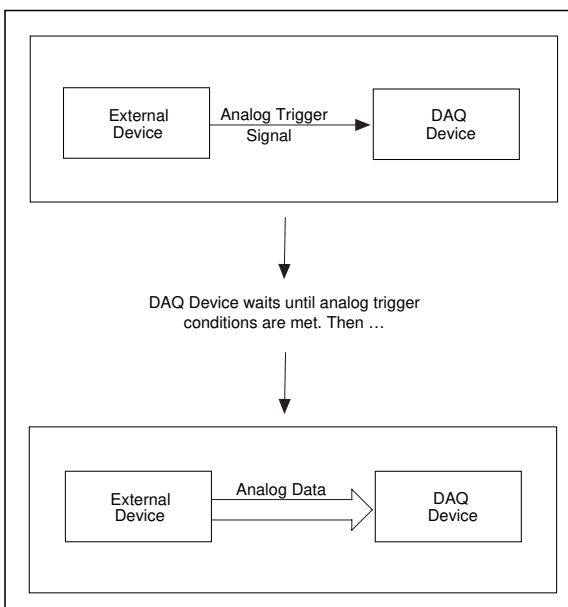 External
Device
Analog Trigger
Signal
DAQ
Device
DAQ Device waits until analog trigger
conditions are met. Then …
External
Device
Analog Data
DAQ
Device